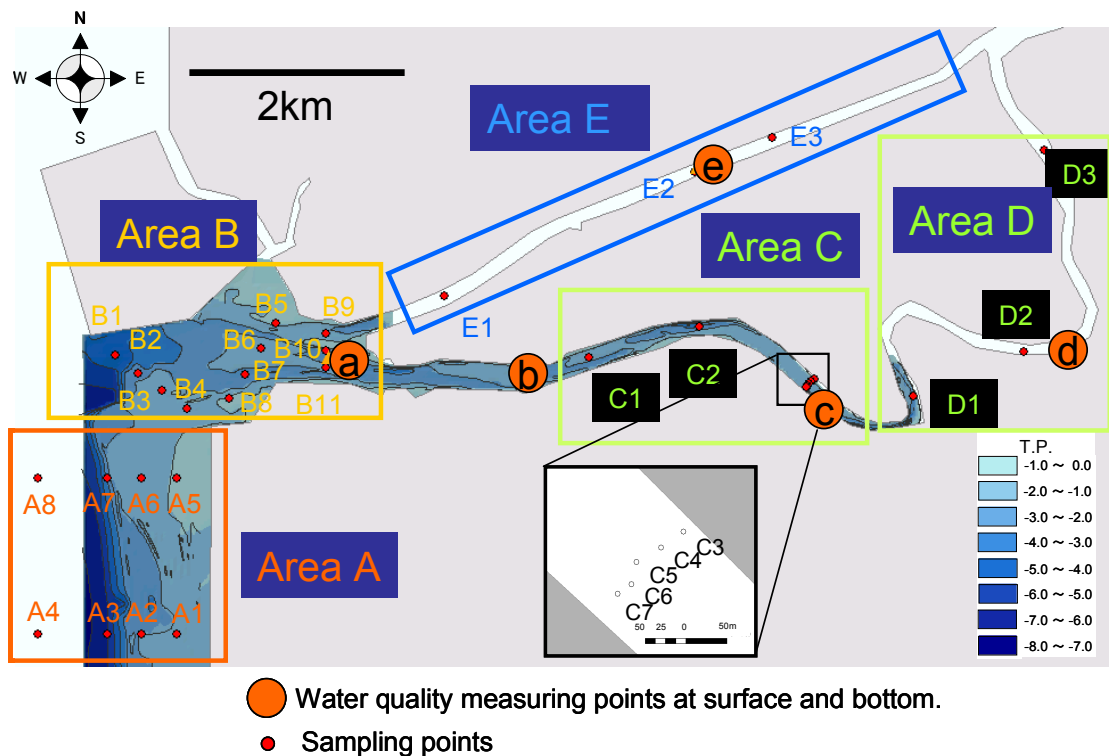 N
W
E
S
2km
Area E
E3
e
E2
D3
Area B
Area C
Area D
B1
B5
B9
E1
B2
B6
D2
B10
a
d
B3
B4
B7
b
C2
B8
B11
C1
c
D1
A8
A7
A6
A5
Area A
A4
A3
A2
A1
C3
C4
C5
C6
C7
50 25 0 50m
T.P.
-1.0 ~ 0.0
-2.0 ~ -1.0
-3.0 ~ -2.0
-4.0 ~ -3.0
-5.0 ~ -4.0
-6.0 ~ -5.0
-7.0 ~ -6.0
-8.0 ~ -7.0
Water quality measuring points at surface and bottom.
Sampling points